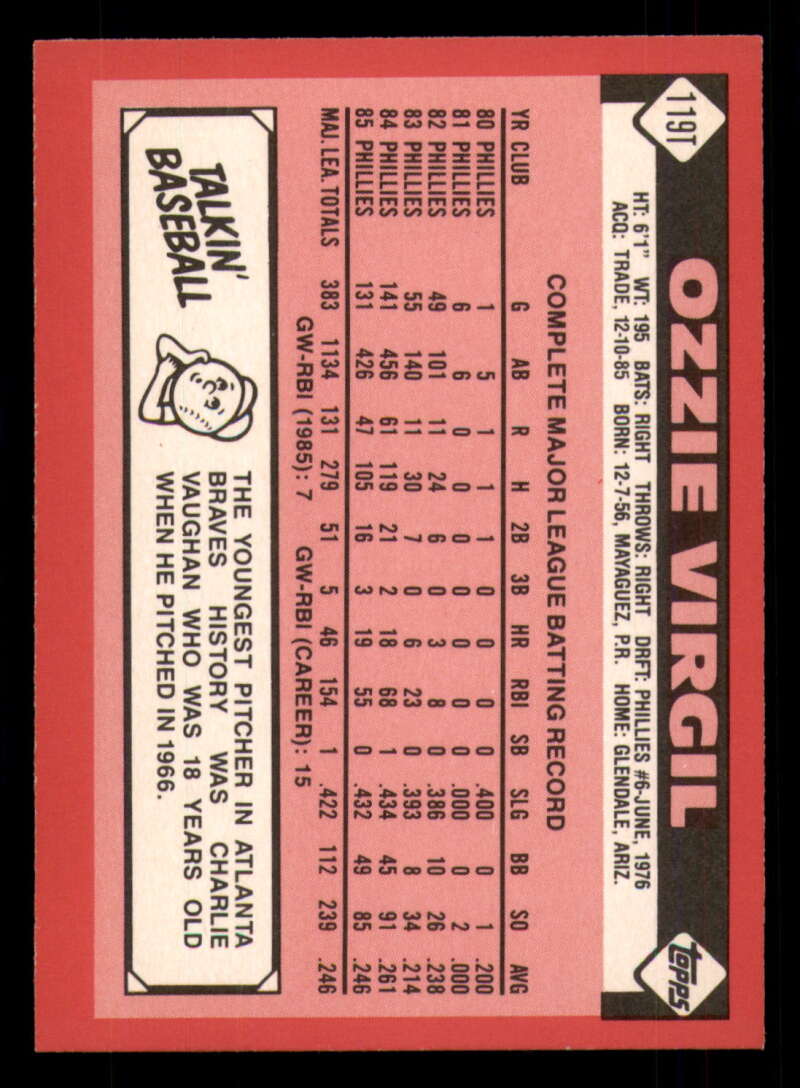 119T
OZZIE VIRGIL
topps
HT: 6'1" WT: 195 BATS: RIGHT THROWS: RIGHT DRFT: PHILLIES #6-JUNE, 1976
ACQ: TRADE, 12-10-85 BORN: 12-7-56, MAYAGUEZ, P.R. HOME: GLENDALE, ARIZ.
COMPLETE MAJOR LEAGUE BATTING RECORD
YR CLUB G AB R H 2B 3B HR RBI SB SLG BB SO AVG
80 PHILLIES 1 5 1 1 1 0 0 0 0 .400 0 1 .200
81 PHILLIES 6 6 0 0 0 0 0 0 0 .000 0 2 .000
82 PHILLIES 49 101 11 24 6 0 3 8 0 .386 10 26 .238
83 PHILLIES 55 140 11 30 7 0 6 23 0 .393 8 34 .214
84 PHILLIES 141 456 61 119 21 2 18 68 1 .434 45 91 .261
85 PHILLIES 131 426 47 105 16 3 19 55 0 .432 49 85 .246
MAJ. LEA. TOTALS 383 1134 131 279 51 5 46 154 1 .422 112 239 .246
GW-RBI (1985): 7 GW-RBI (CAREER): 15
TALKIN'
BASEBALL
THE YOUNGEST PITCHER IN ATLANTA
BRAVES HISTORY WAS CHARLIE
VAUGHAN WHO WAS 18 YEARS OLD
WHEN HE PITCHED IN 1966.